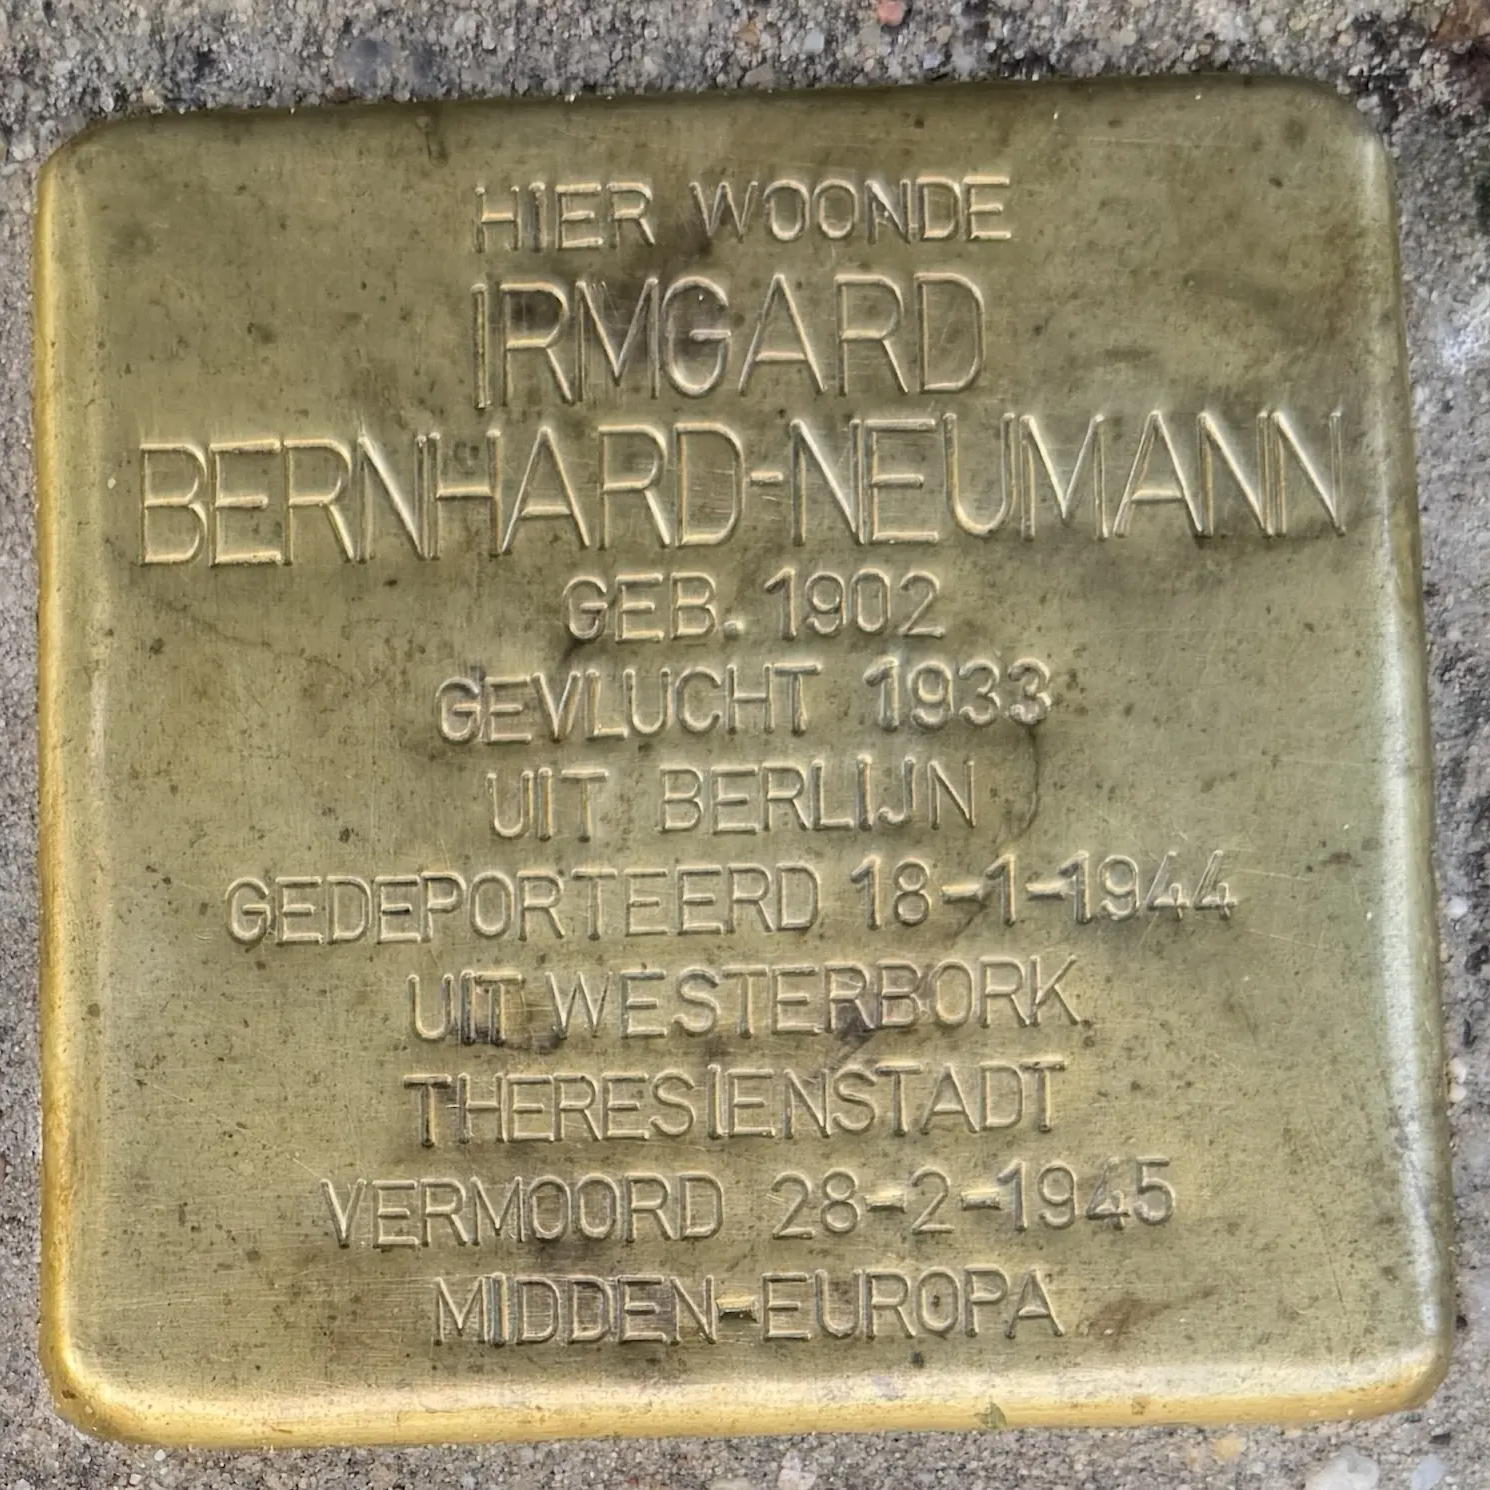 HIER WOONDE
IRMGARD
BERNHARD-NEUMANN
GEB. 1902
GEVLUCHT 1933
UIT BERLIJN
GEDEPORTEERD 18-1-1944
UIT WESTERBORK
THERESIENSTADT
VERMOORD 28-2-1945
MIDDEN-EUROPA